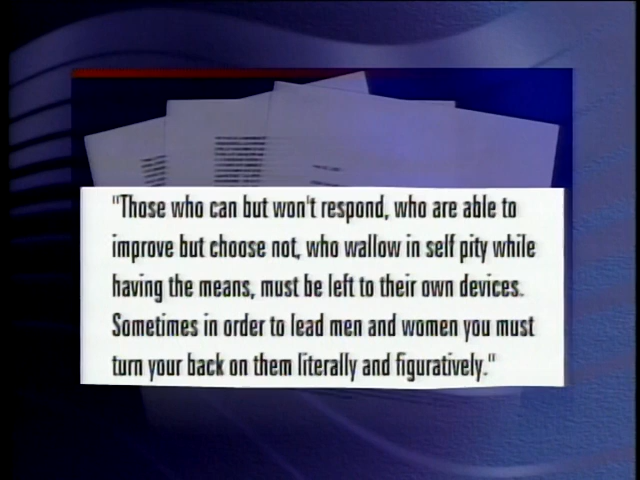 "Those who can but won't respond, who are able to
improve but choose not, who wallow in self pity while
having the means, must be left to their own devices.
Sometimes in order to lead men and women you must
turn your back on them literally and figuratively."